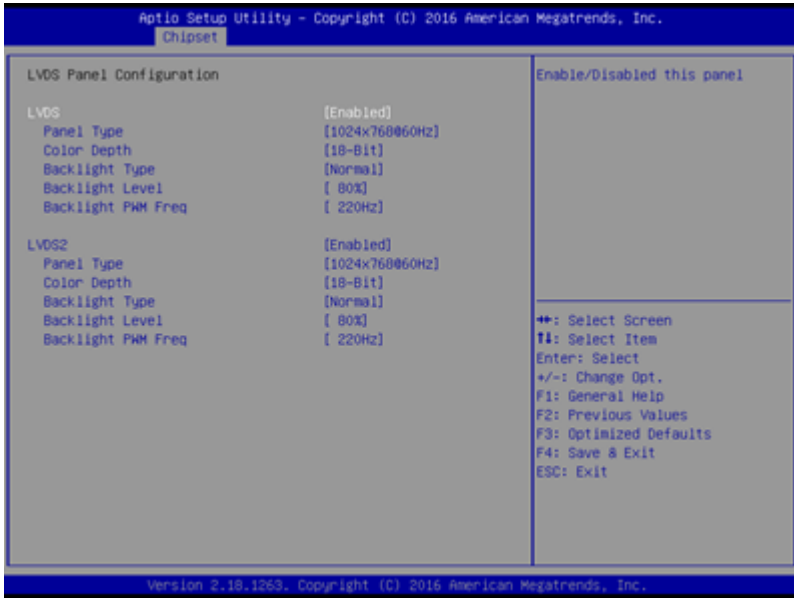 Aptio Setup Utility – Copyright (C) 2016 American Megatrends, Inc.
Chipset
LVDS Panel Configuration
LVDS [Enabled]
Panel Type [1024x768@60Hz]
Color Depth [18-Bit]
Backlight Type [Normal]
Backlight Level [ 80%]
Backlight PWM Freq [ 220Hz]
LVDS2 [Enabled]
Panel Type [1024x768@60Hz]
Color Depth [18-Bit]
Backlight Type [Normal]
Backlight Level [ 80%]
Backlight PWM Freq [ 220Hz]
Enable/Disabled this panel
→←: Select Screen
↑↓: Select Item
Enter: Select
+/-: Change Opt.
F1: General Help
F2: Previous Values
F3: Optimized Defaults
F4: Save & Exit
ESC: Exit
Version 2.18.1263. Copyright (C) 2016 American Megatrends, Inc.